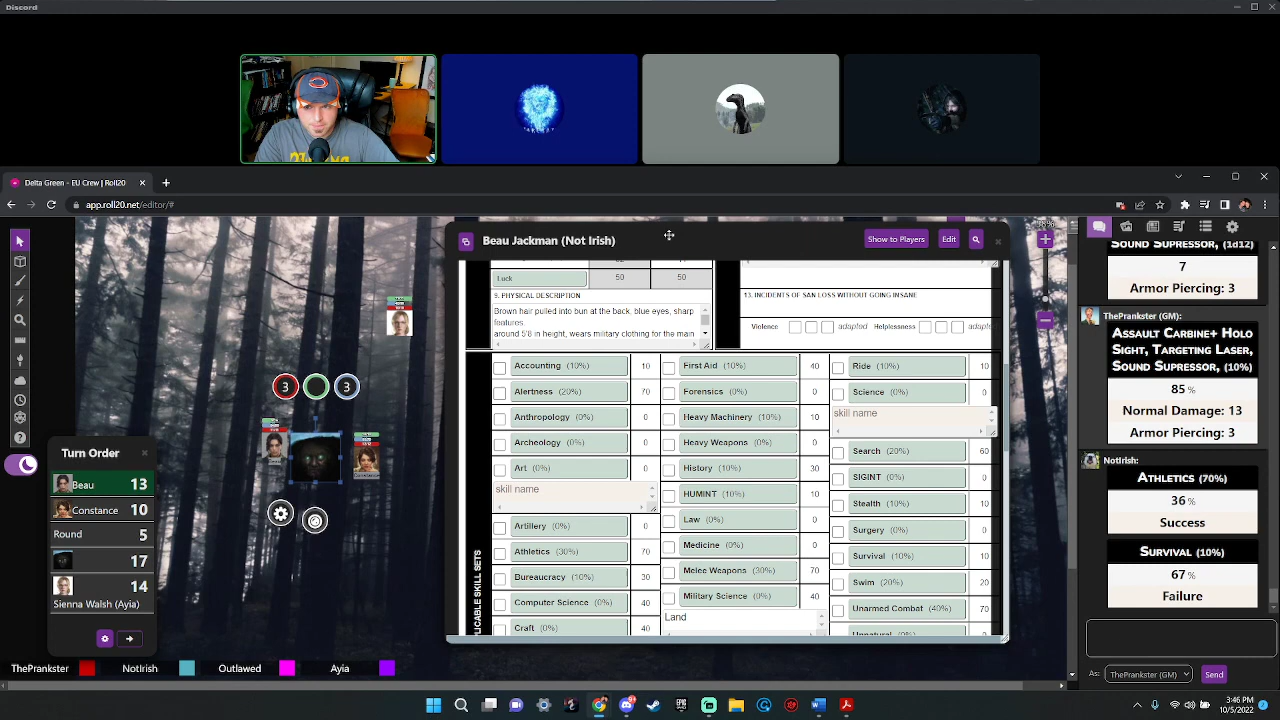 Discord
Delta Green - EU Crew | Roll20
app.roll20.net/editor/#
Beau Jackman (Not Irish)
Show to Players
Edit
Luck
50
50
9. PHYSICAL DESCRIPTION
Brown hair pulled into bun at the back, blue eyes, sharp
features.
around 5'8 in height, wears military clothing for the main
13. INCIDENTS OF SAN LOSS WITHOUT GOING INSANE
Violence
adapted
Helplessness
adapte
PLICABLE SKILL SETS
Accounting (10%) 10
Alertness (20%) 70
Anthropology (0%) 0
Archeology (0%) 0
Art (0%) 0
skill name
Artillery (0%) 0
Athletics (30%) 70
Bureaucracy (10%) 30
Computer Science (0%) 40
Craft (0%) 40
First Aid (10%) 40
Forensics (0%) 0
Heavy Machinery (10%) 10
Heavy Weapons (0%) 0
History (10%) 30
HUMINT (10%) 10
Law (0%) 0
Medicine (0%) 0
Melee Weapons (30%) 70
Military Science (0%) 40
Land
Ride (10%) 10
Science (0%) 0
skill name
Search (20%) 60
SIGINT (0%) 0
Stealth (10%) 10
Surgery (0%) 0
Survival (10%) 10
Swim (20%) 20
Unarmed Combat (40%) 70
Unnatural (0%) 0
3
3
Turn Order
Beau 13
Constance 10
Round 5
17
14
Sienna Walsh (Ayia)
ThePrankster
NotIrish
Outlawed
Ayia
Sound Supressor, (1d12)
7
Armor Piercing: 3
ThePrankster:
Assault Carbine+ Holo
Sight, Targeting Laser,
Sound Supressor, (10%)
85 %
Normal Damage: 13
Armor Piercing: 3
NotIrish:
Athletics (70%)
36 %
Success
Survival (10%)
67 %
Failure
As:
ThePrankster (GM)
Send
3:46 PM
10/5/2022